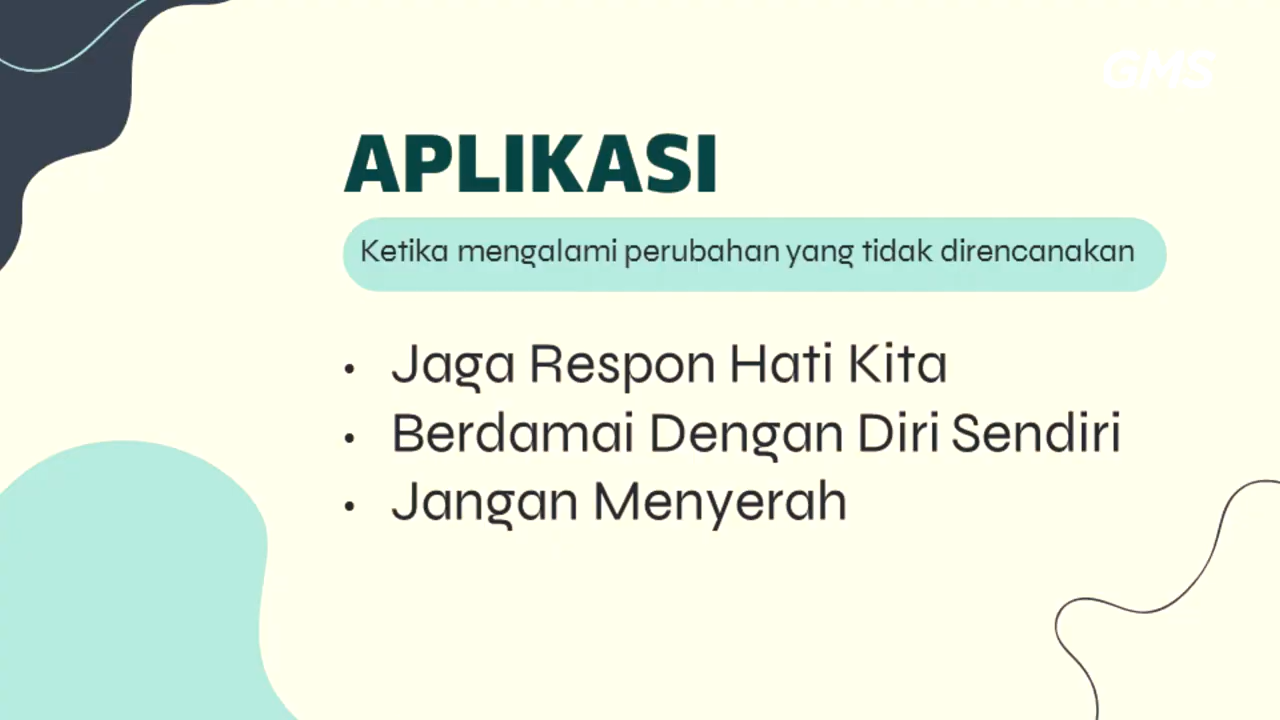 GMS
APLIKASI
Ketika mengalami perubahan yang tidak direncanakan
• Jaga Respon Hati Kita
• Berdamai Dengan Diri Sendiri
• Jangan Menyerah